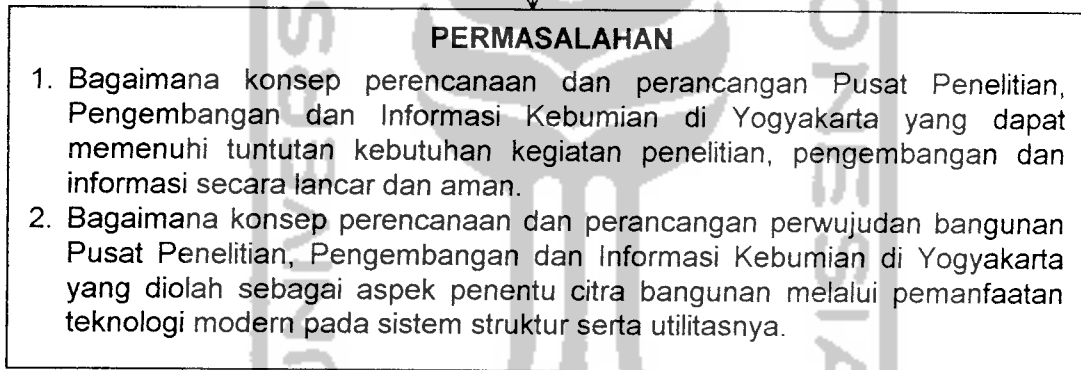 PERMASALAHAN
1. Bagaimana konsep perencanaan dan perancangan Pusat Penelitian,
Pengembangan dan Informasi Kebumian di Yogyakarta yang dapat
memenuhi tuntutan kebutuhan kegiatan penelitian, pengembangan dan
informasi secara lancar dan aman.
2. Bagaimana konsep perencanaan dan perancangan perwujudan bangunan
Pusat Penelitian, Pengembangan dan Informasi Kebumian di Yogyakarta
yang diolah sebagai aspek penentu citra bangunan melalui pemanfaatan
teknologi modern pada sistem struktur serta utilitasnya.